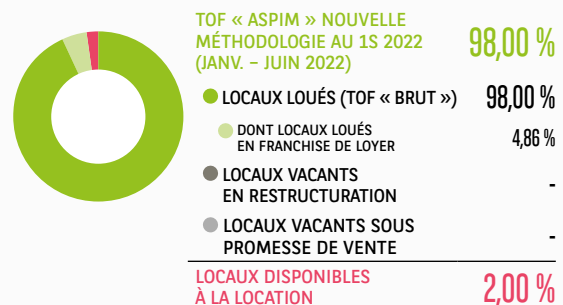 TOF « ASPIM » NOUVELLE
MÉTHODOLOGIE AU 1S 2022
(JANV. – JUIN 2022)
98,00 %
LOCAUX LOUÉS (TOF « BRUT »)
98,00 %
DONT LOCAUX LOUÉS
EN FRANCHISE DE LOYER
4,86 %
LOCAUX VACANTS
EN RESTRUCTURATION
-
LOCAUX VACANTS SOUS
PROMESSE DE VENTE
-
LOCAUX DISPONIBLES
À LA LOCATION
2,00 %